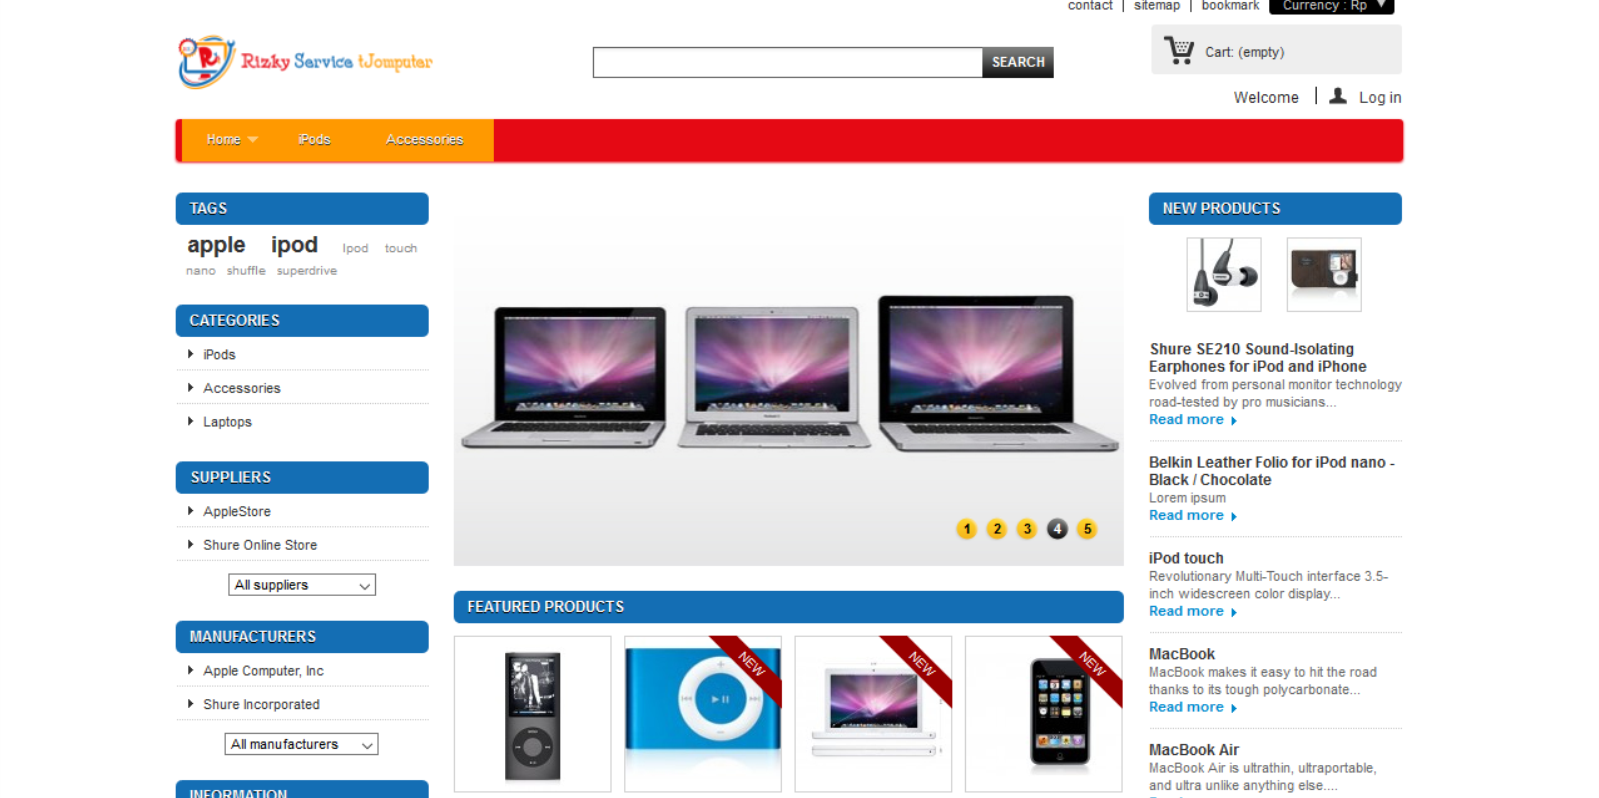 contact | sitemap | bookmark Currency : Rp
Rizky Service tJomputer
SEARCH
Cart: (empty)
Welcome | Log in
Home iPods Accessories
TAGS
apple ipod Ipod touch
nano shuffle superdrive
CATEGORIES
iPods
Accessories
Laptops
SUPPLIERS
AppleStore
Shure Online Store
All suppliers
MANUFACTURERS
Apple Computer, Inc
Shure Incorporated
All manufacturers
INFORMATION
1 2 3 4 5
FEATURED PRODUCTS
NEW
NEW
NEW
NEW PRODUCTS
Shure SE210 Sound-Isolating
Earphones for iPod and iPhone
Evolved from personal monitor technology
road-tested by pro musicians...
Read more
Belkin Leather Folio for iPod nano -
Black / Chocolate
Lorem ipsum
Read more
iPod touch
Revolutionary Multi-Touch interface 3.5-
inch widescreen color display...
Read more
MacBook
MacBook makes it easy to hit the road
thanks to its tough polycarbonate...
Read more
MacBook Air
MacBook Air is ultrathin, ultraportable,
and ultra unlike anything else....